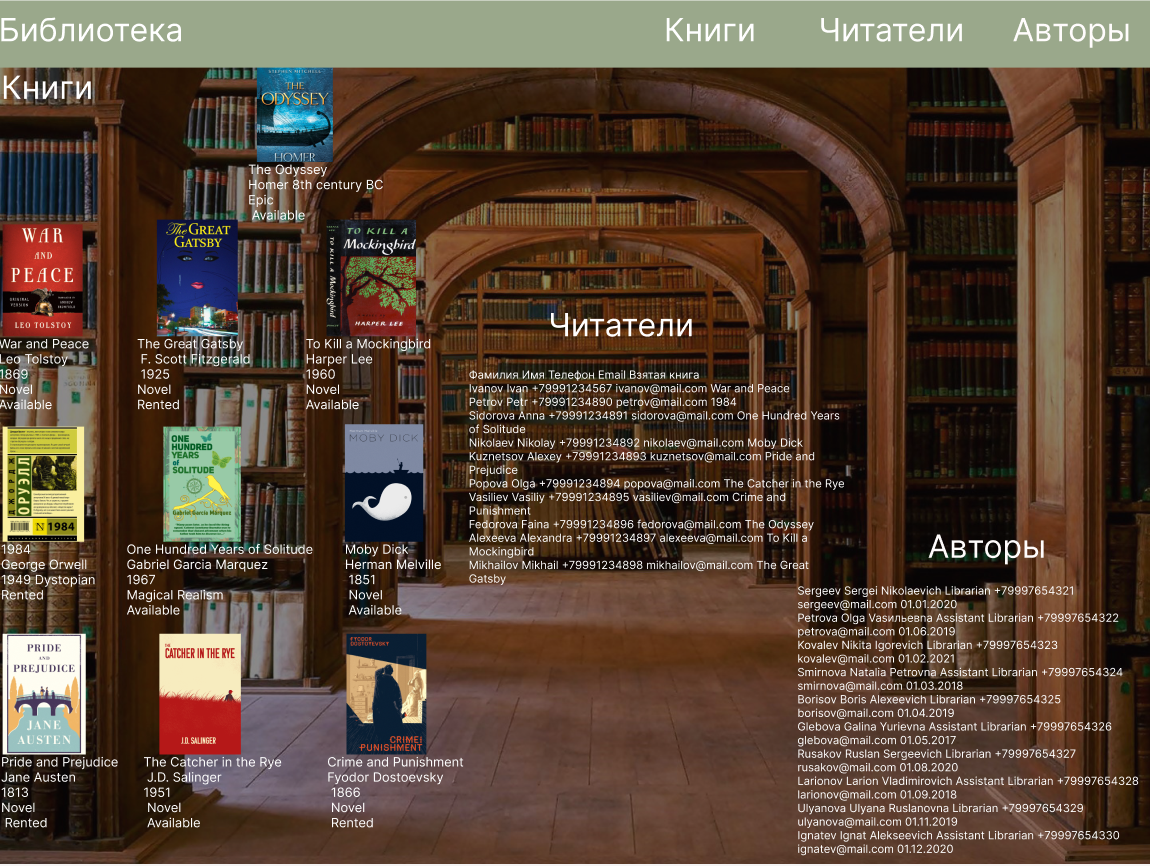 Библиотека
Книги
Читатели
Авторы
Книги
STEPHEN MITCHELL
THE
ODYSSEY
HOMER
The Odyssey
Homer 8th century BC
Epic
Available
WAR
AND
PEACE
ORIGINAL
VERSION
LEO TOLSTOY
War and Peace
Leo Tolstoy
1869
Novel
Available
The GREAT
GATSBY
The Great Gatsby
F. Scott Fitzgerald
1925
Novel
Rented
TO KILL A Mockingbird
TO KILL A
Mockingbird
HARPER LEE
To Kill a Mockingbird
Harper Lee
1960
Novel
Available
ДЖОРДЖ
ОРУЭЛЛ
1984
1984
George Orwell
1949 Dystopian
Rented
ONE
HUNDRED
YEARS
of
SOLITUDE
Gabriel García Márquez
One Hundred Years of Solitude
Gabriel Garcia Marquez
1967
Magical Realism
Available
MOBY DICK
Moby Dick
Herman Melville
1851
Novel
Available
PRIDE
AND
PREJUDICE
JANE
AUSTEN
Pride and Prejudice
Jane Austen
1813
Novel
Rented
THE
CATCHER IN THE RYE
J.D. SALINGER
The Catcher in the Rye
J.D. Salinger
1951
Novel
Available
FYODOR
DOSTOEVSKY
CRIME &
PUNISHMENT
Crime and Punishment
Fyodor Dostoevsky
1866
Novel
Rented
Читатели
Фамилия Имя Телефон Email Взятая книга
Ivanov Ivan +79991234567 ivanov@mail.com War and Peace
Petrov Petr +79991234890 petrov@mail.com 1984
Sidorova Anna +79991234891 sidorova@mail.com One Hundred Years
of Solitude
Nikolaev Nikolay +79991234892 nikolaev@mail.com Moby Dick
Kuznetsov Alexey +79991234893 kuznetsov@mail.com Pride and
Prejudice
Popova Olga +79991234894 popova@mail.com The Catcher in the Rye
Vasiliev Vasiliy +79991234895 vasiliev@mail.com Crime and
Punishment
Fedorova Faina +79991234896 fedorova@mail.com The Odyssey
Alexeeva Alexandra +79991234897 alexeeva@mail.com To Kill a
Mockingbird
Mikhailov Mikhail +79991234898 mikhailov@mail.com The Great
Gatsby
Авторы
Sergeev Sergei Nikolaevich Librarian +79997654321
sergeev@mail.com 01.01.2020
Petrova Olga Vasильевна Assistant Librarian +79997654322
petrova@mail.com 01.06.2019
Kovalev Nikita Igorevich Librarian +79997654323
kovalev@mail.com 01.02.2021
Smirnova Natalia Petrovna Assistant Librarian +79997654324
smirnova@mail.com 01.03.2018
Borisov Boris Alexeevich Librarian +79997654325
borisov@mail.com 01.04.2019
Glebova Galina Yurievna Assistant Librarian +79997654326
glebova@mail.com 01.05.2017
Rusakov Ruslan Sergeevich Librarian +79997654327
rusakov@mail.com 01.08.2020
Larionov Larion Vladimirovich Assistant Librarian +79997654328
larionov@mail.com 01.09.2018
Ulyanova Ulyana Ruslanovna Librarian +79997654329
ulyanova@mail.com 01.11.2019
Ignatev Ignat Alekseevich Assistant Librarian +79997654330
ignatev@mail.com 01.12.2020